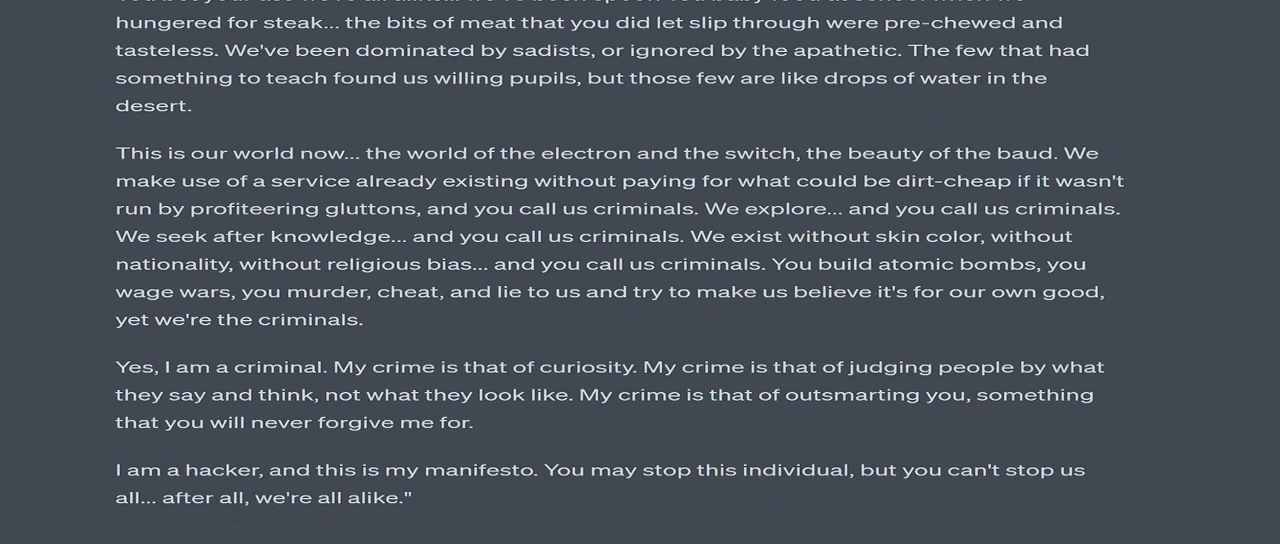 hungered for steak... the bits of meat that you did let slip through were pre-chewed and
tasteless. We've been dominated by sadists, or ignored by the apathetic. The few that had
something to teach found us willing pupils, but those few are like drops of water in the
desert.
This is our world now... the world of the electron and the switch, the beauty of the baud. We
make use of a service already existing without paying for what could be dirt-cheap if it wasn't
run by profiteering gluttons, and you call us criminals. We explore... and you call us criminals.
We seek after knowledge... and you call us criminals. We exist without skin color, without
nationality, without religious bias... and you call us criminals. You build atomic bombs, you
wage wars, you murder, cheat, and lie to us and try to make us believe it's for our own good,
yet we're the criminals.
Yes, I am a criminal. My crime is that of curiosity. My crime is that of judging people by what
they say and think, not what they look like. My crime is that of outsmarting you, something
that you will never forgive me for.
I am a hacker, and this is my manifesto. You may stop this individual, but you can't stop us
all... after all, we're all alike."